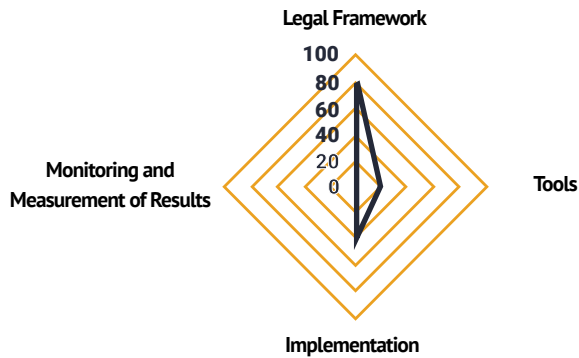 Legal Framework
100
80
60
40
20
0
Monitoring and
Measurement of Results
Tools
Implementation